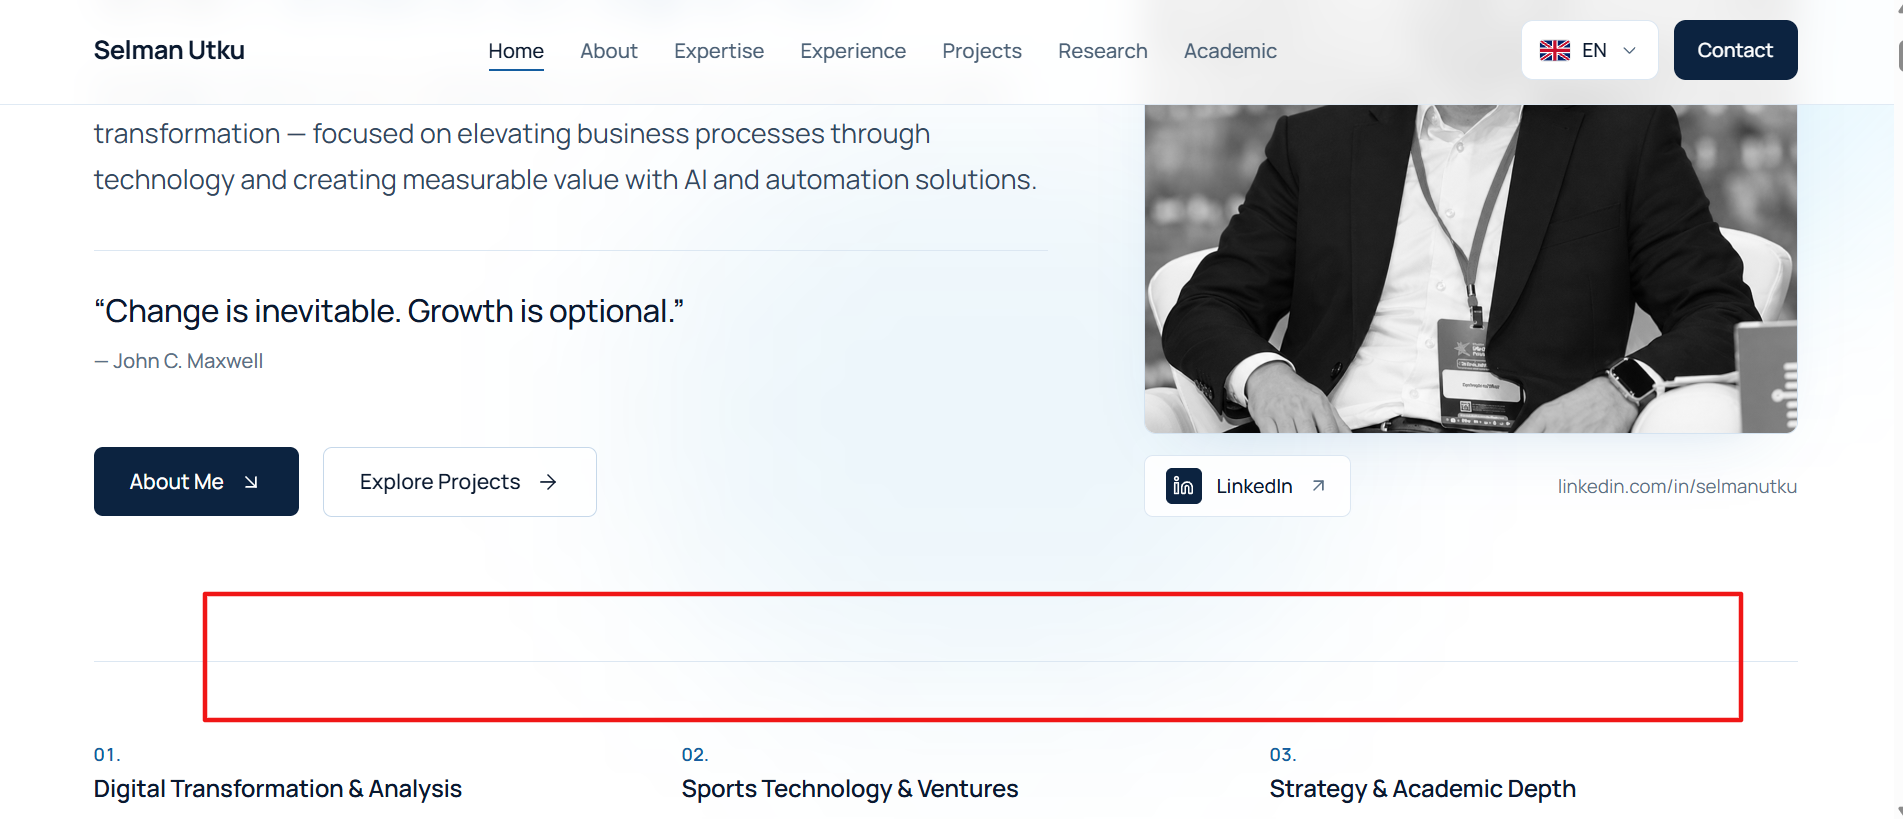 Selman Utku
Home About Expertise Experience Projects Research Academic
EN
Contact
transformation — focused on elevating business processes through
technology and creating measurable value with AI and automation solutions.
“Change is inevitable. Growth is optional.”
— John C. Maxwell
About Me
Explore Projects
in LinkedIn
linkedin.com/in/selmanutku
01.
Digital Transformation & Analysis
02.
Sports Technology & Ventures
03.
Strategy & Academic Depth